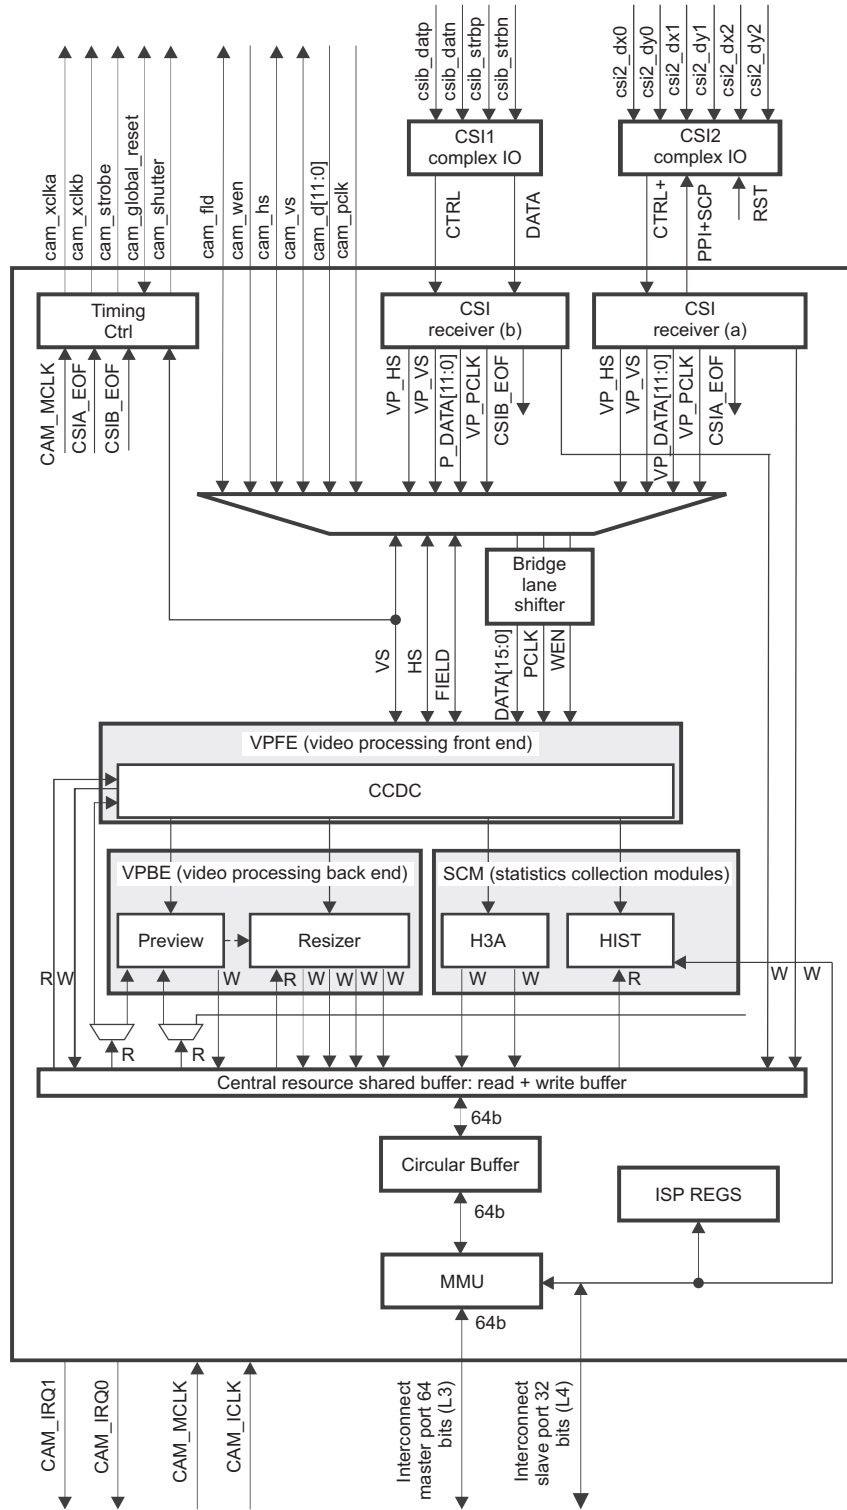 cam_xclka
cam_xclkb
cam_strobe
cam_global_reset
cam_shutter
cam_fld
cam_wen
cam_hs
cam_vs
cam_d[11:0]
cam_pclk
csib_datp
csib_datn
csib_strbp
csib_strbn
csi2_dx0
csi2_dy0
csi2_dx1
csi2_dy1
csi2_dx2
csi2_dy2
CSI1
complex IO
CSI2
complex IO
CTRL
DATA
CTRL+
PPI+SCP
RST
Timing
Ctrl
CSI
receiver (b)
CSI
receiver (a)
CAM_MCLK
CSIA_EOF
CSIB_EOF
VP_HS
VP_VS
P_DATA[11:0]
VP_PCLK
CSIB_EOF
VP_HS
VP_VS
VP_DATA[11:0]
VP_PCLK
CSIA_EOF
Bridge
lane
shifter
VS
HS
FIELD
DATA[15:0]
PCLK
WEN
VPFE (video processing front end)
CCDC
VPBE (video processing back end)
SCM (statistics collection modules)
Preview
Resizer
H3A
HIST
R
W
W
R
W
W
W
W
W
W
R
W
W
R
R
Central resource shared buffer: read + write buffer
64b
Circular Buffer
64b
ISP REGS
MMU
64b
CAM_IRQ1
CAM_IRQ0
CAM_MCLK
CAM_ICLK
Interconnect
master port 64
bits (L3)
Interconnect
slave port 32
bits (L4)